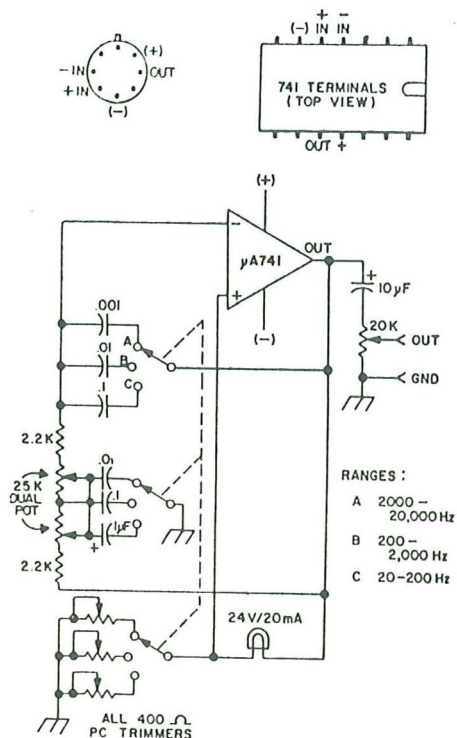 (+)
- IN
OUT
+ IN
(-)
+ -
(-) IN IN
741 TERMINALS
(TOP VIEW)
OUT +
(+)
-
OUT
μA741
+
(-)
+
10μF
20K
OUT
GND
.001
A
.01
B
C
.1
2.2K
25K
DUAL
POT
.01
.1
1μF
+
2.2K
RANGES :
A 2000 -
20,000 Hz
B 200 -
2,000 Hz
C 20-200 Hz
24V/20mA
ALL 400 Ω
PC TRIMMERS